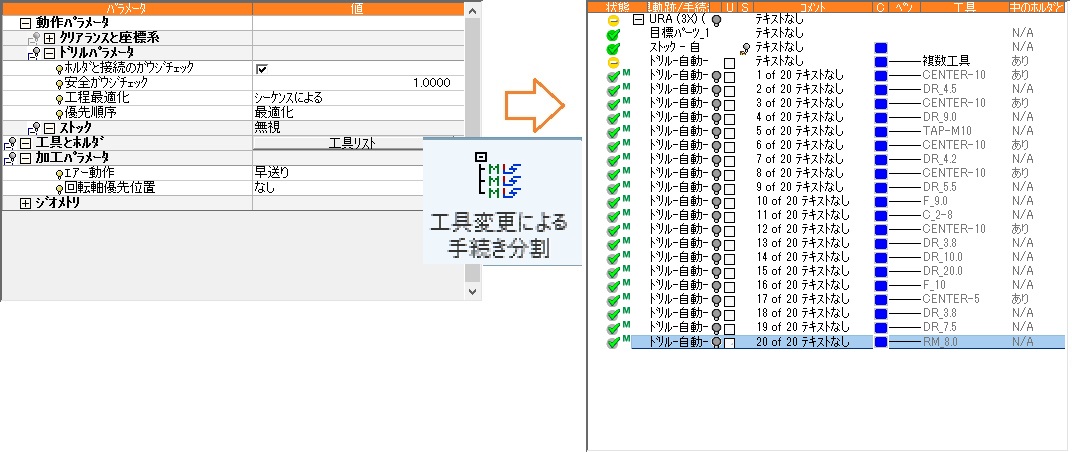 パラメータ 値
動作パラメータ
クリアランスと座標系
ドリルパラメータ
ホルダと接続のガウジチェック
安全ガウジチェック 1.0000
工程最適化 シーケンスによる
優先順序 最適化
ストック 無視
工具とホルダ 工具リスト
加工パラメータ
エアー動作 早送り
回転軸優先位置 なし
ジオメトリ
工具変更による
手続き分割
状態 軌跡/手続 U S コメント C ペン 工具 中のホルダと
URA (3X) ( テキストなし
目標パーツ_1 テキストなし N/A
ストック - 自 テキストなし N/A
ドリル-自動- テキストなし 複数工具 あり
M ドリル-自動- 1 of 20 テキストなし CENTER-10 あり
M ドリル-自動- 2 of 20 テキストなし DR_4.5 N/A
M ドリル-自動- 3 of 20 テキストなし CENTER-10 あり
M ドリル-自動- 4 of 20 テキストなし DR_9.0 N/A
M ドリル-自動- 5 of 20 テキストなし TAP-M10 N/A
M ドリル-自動- 6 of 20 テキストなし CENTER-10 あり
M ドリル-自動- 7 of 20 テキストなし DR_4.2 N/A
M ドリル-自動- 8 of 20 テキストなし CENTER-10 あり
M ドリル-自動- 9 of 20 テキストなし DR_5.5 N/A
M ドリル-自動- 10 of 20 テキストなし F_9.0 N/A
M ドリル-自動- 11 of 20 テキストなし C_2-8 N/A
M ドリル-自動- 12 of 20 テキストなし CENTER-10 あり
M ドリル-自動- 13 of 20 テキストなし DR_3.8 N/A
M ドリル-自動- 14 of 20 テキストなし DR_10.0 N/A
M ドリル-自動- 15 of 20 テキストなし DR_20.0 N/A
M ドリル-自動- 16 of 20 テキストなし F_10 N/A
M ドリル-自動- 17 of 20 テキストなし CENTER-5 あり
M ドリル-自動- 18 of 20 テキストなし DR_3.8 N/A
M ドリル-自動- 19 of 20 テキストなし DR_7.5 N/A
M ドリル-自動- 20 of 20 テキストなし RM_8.0 N/A